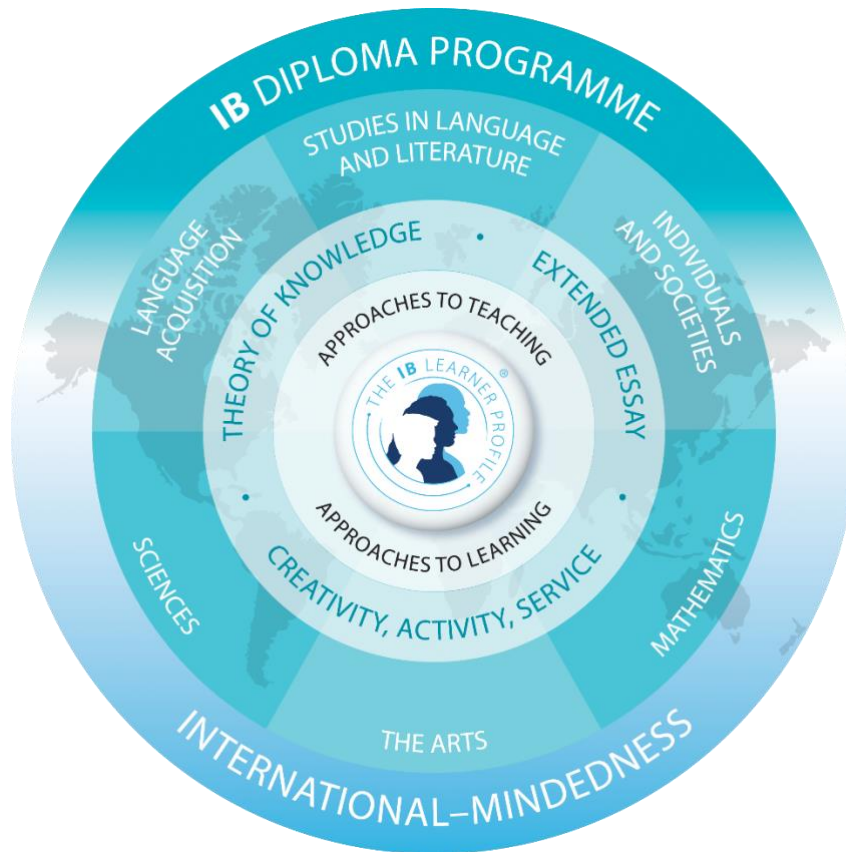 IB DIPLOMA PROGRAMME
STUDIES IN LANGUAGE
AND LITERATURE
LANGUAGE
ACQUISITION
INDIVIDUALS
AND SOCIETIES
THEORY OF KNOWLEDGE
•
EXTENDED ESSAY
APPROACHES TO TEACHING
THE IB LEARNER PROFILE
®
APPROACHES TO LEARNING
•
CREATIVITY, ACTIVITY, SERVICE
•
SCIENCES
MATHEMATICS
THE ARTS
INTERNATIONAL–MINDEDNESS